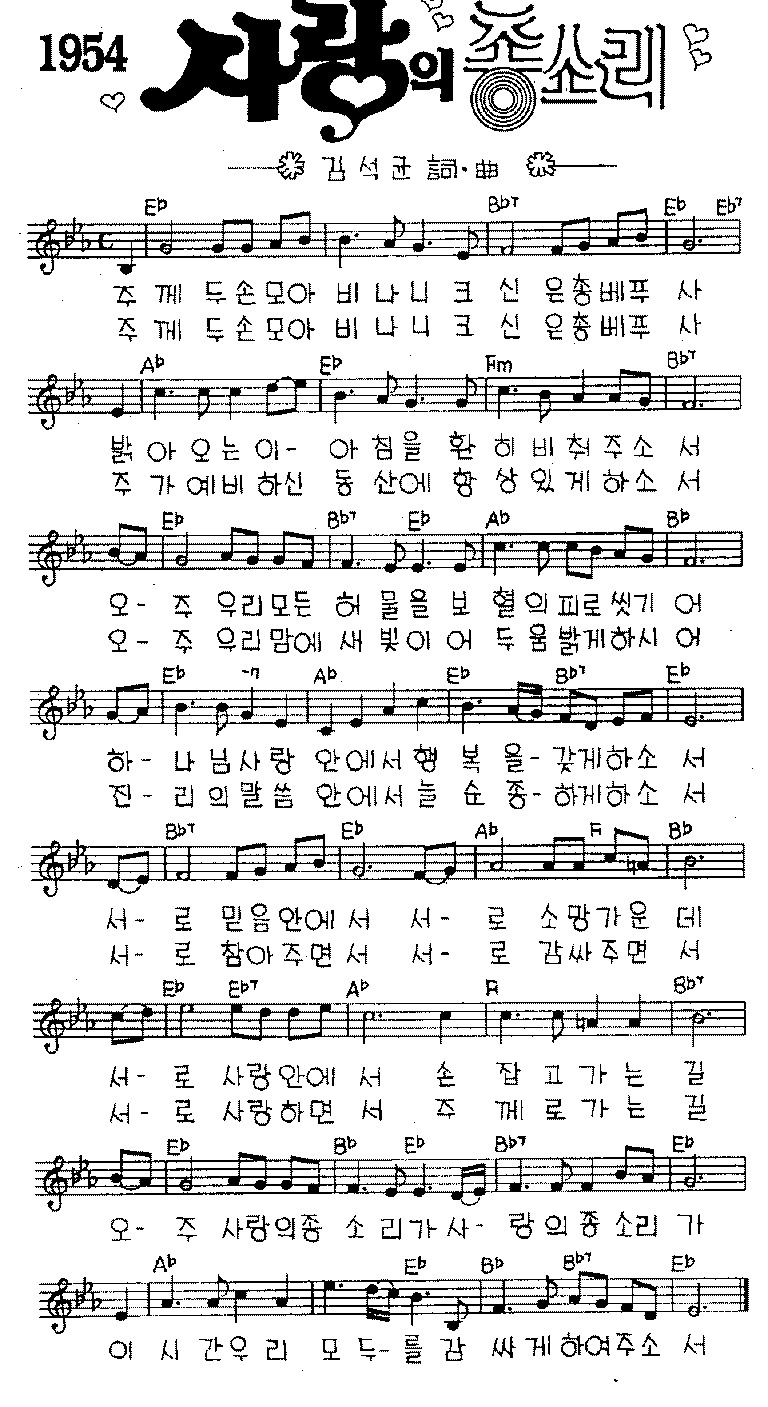 1954 사랑의 종소리
김석균 詞·曲
Eb Bb7 Eb Eb7
주께 두손모아 비나니 크신 은총베푸사
주께 두손모아 비나니 크신 은총베푸사
Ab Eb Fm Bb7
밝아오는이- 아침을 환히 비춰주소서
주가예비하신 동산에 항상있게하소서
Eb Bb7 Eb Ab Bb
오- 주 우리모든 허물을 보혈의피로씻기어
오- 주 우리맘에 새빛이 어두움밝게하시어
Eb -7 Ab Eb Bb7 Eb
하- 나님사랑 안에서행복을- 갖게하소서
진- 리의말씀 안에서늘 순종- 하게하소서
Bb7 Eb Ab F Bb
서- 로 믿음안에서 서- 로 소망가운데
서- 로 참아주면서 서- 로 감싸주면서
Eb Eb7 Ab F Bb7
서- 로 사랑안에서 손 잡고가는길
서- 로 사랑하면서 주 께로가는길
Eb Bb Eb Bb7 Eb
오- 주 사랑의종소리가사- 랑의종소리가
Ab Eb Bb Bb7 Eb
이시간우리 모두-를감싸게하여주소서